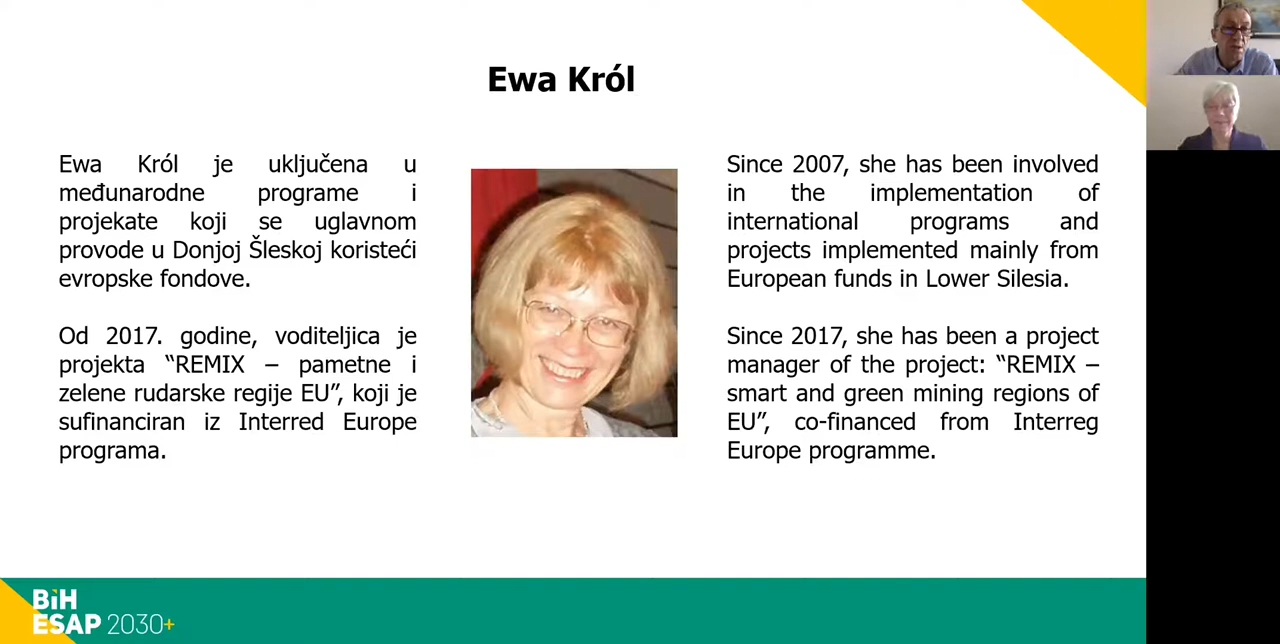 Ewa Król
Ewa Król je uključena u
međunarodne programe i
projekate koji se uglavnom
provode u Donjoj Šleskoj koristeći
evropske fondove.
Od 2017. godine, voditeljica je
projekta “REMIX – pametne i
zelene rudarske regije EU”, koji je
sufinanciran iz Interred Europe
programa.
Since 2007, she has been involved
in the implementation of
international programs and
projects implemented mainly from
European funds in Lower Silesia.
Since 2017, she has been a project
manager of the project: “REMIX –
smart and green mining regions of
EU”, co-financed from Interreg
Europe programme.
BiH
ESAP 2030+